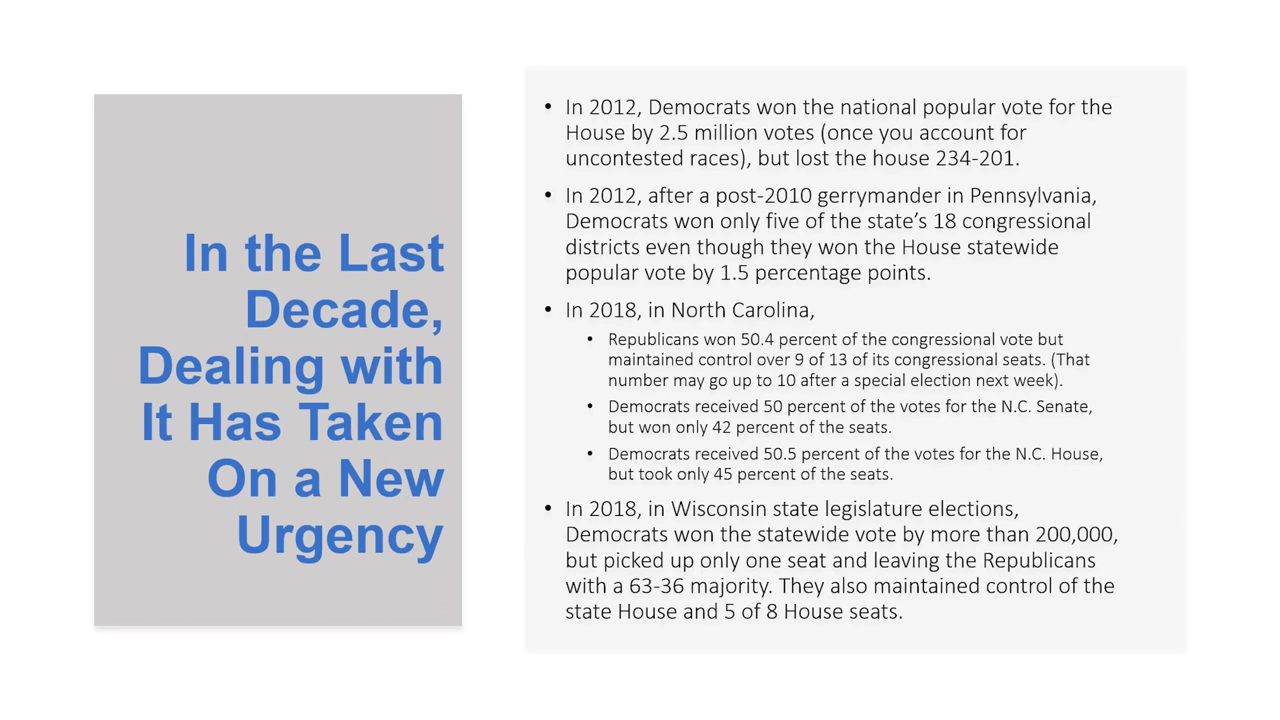 In the Last
Decade,
Dealing with
It Has Taken
On a New
Urgency
• In 2012, Democrats won the national popular vote for the
House by 2.5 million votes (once you account for
uncontested races), but lost the house 234-201.
• In 2012, after a post-2010 gerrymander in Pennsylvania,
Democrats won only five of the state’s 18 congressional
districts even though they won the House statewide
popular vote by 1.5 percentage points.
• In 2018, in North Carolina,
• Republicans won 50.4 percent of the congressional vote but
maintained control over 9 of 13 of its congressional seats. (That
number may go up to 10 after a special election next week).
• Democrats received 50 percent of the votes for the N.C. Senate,
but won only 42 percent of the seats.
• Democrats received 50.5 percent of the votes for the N.C. House,
but took only 45 percent of the seats.
• In 2018, in Wisconsin state legislature elections,
Democrats won the statewide vote by more than 200,000,
but picked up only one seat and leaving the Republicans
with a 63-36 majority. They also maintained control of the
state House and 5 of 8 House seats.